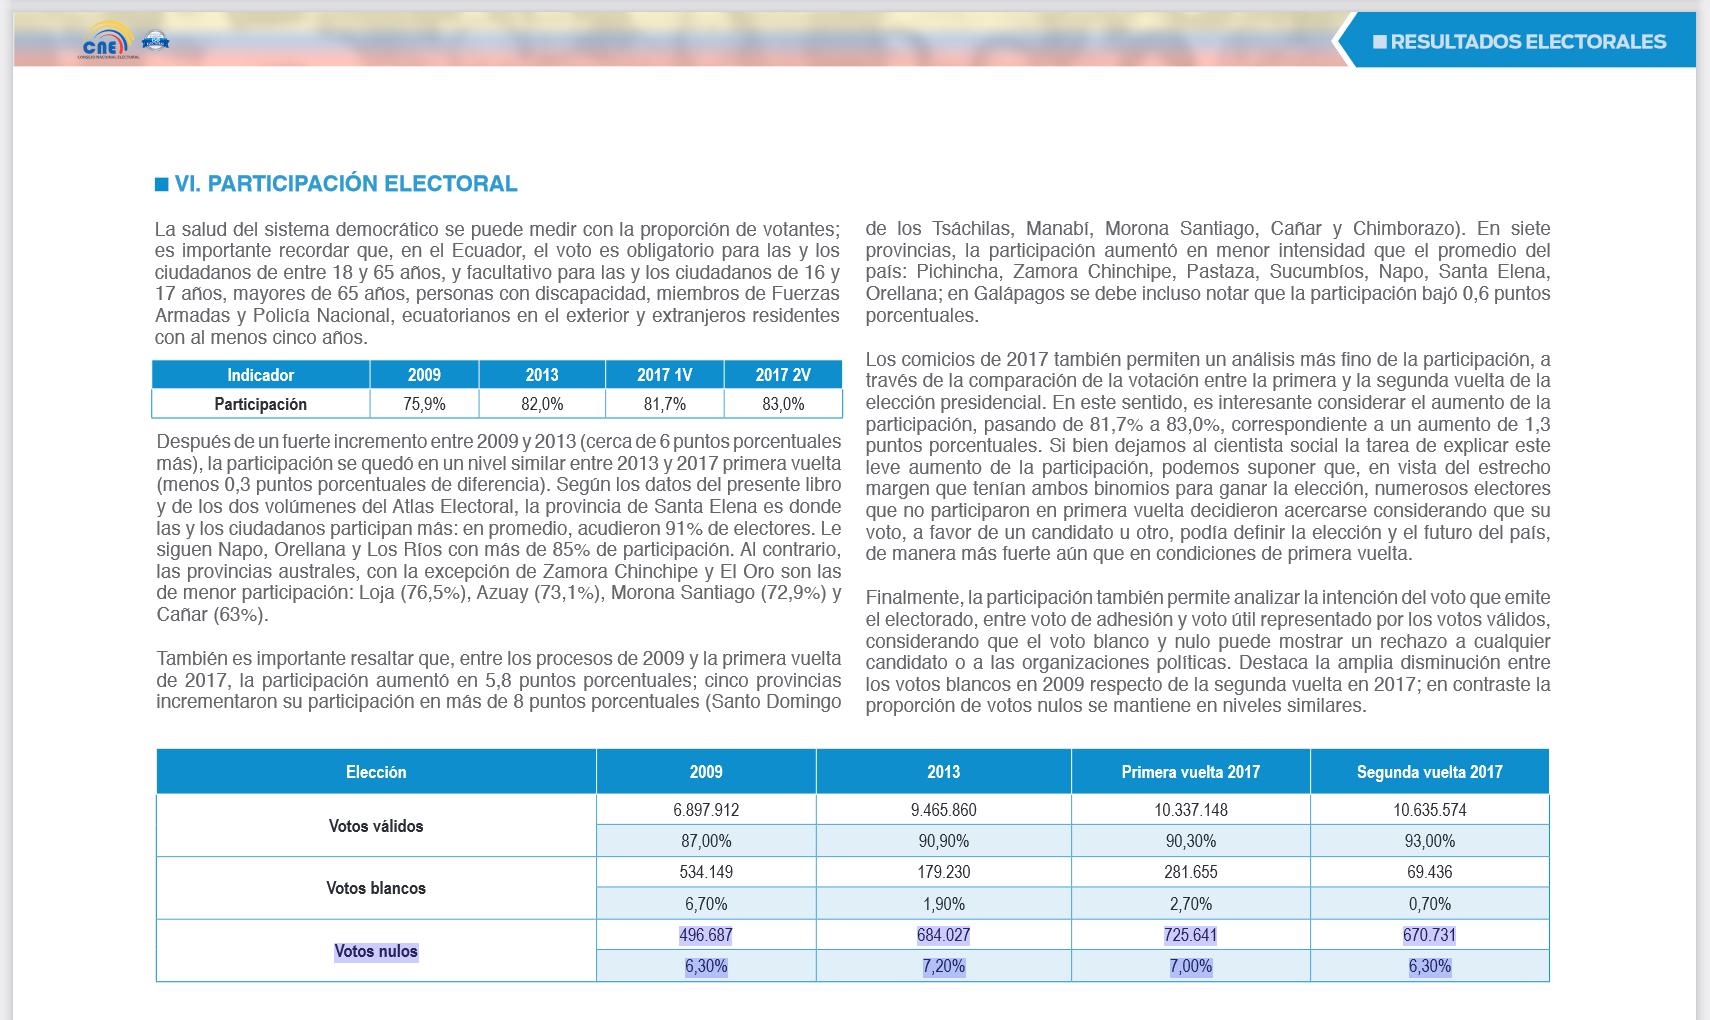 CNE
CONSEJO NACIONAL ELECTORAL
RESULTADOS ELECTORALES
VI. PARTICIPACIÓN ELECTORAL
La salud del sistema democrático se puede medir con la proporción de votantes;
es importante recordar que, en el Ecuador, el voto es obligatorio para las y los
ciudadanos de entre 18 y 65 años, y facultativo para las y los ciudadanos de 16 y
17 años, mayores de 65 años, personas con discapacidad, miembros de Fuerzas
Armadas y Policía Nacional, ecuatorianos en el exterior y extranjeros residentes
con al menos cinco años.
Indicador 2009 2013 2017 1V 2017 2V
Participación 75,9% 82,0% 81,7% 83,0%
Después de un fuerte incremento entre 2009 y 2013 (cerca de 6 puntos porcentuales
más), la participación se quedó en un nivel similar entre 2013 y 2017 primera vuelta
(menos 0,3 puntos porcentuales de diferencia). Según los datos del presente libro
y de los dos volúmenes del Atlas Electoral, la provincia de Santa Elena es donde
las y los ciudadanos participan más: en promedio, acudieron 91% de electores. Le
siguen Napo, Orellana y Los Ríos con más de 85% de participación. Al contrario,
las provincias australes, con la excepción de Zamora Chinchipe y El Oro son las
de menor participación: Loja (76,5%), Azuay (73,1%), Morona Santiago (72,9%) y
Cañar (63%).
También es importante resaltar que, entre los procesos de 2009 y la primera vuelta
de 2017, la participación aumentó en 5,8 puntos porcentuales; cinco provincias
incrementaron su participación en más de 8 puntos porcentuales (Santo Domingo
de los Tsáchilas, Manabí, Morona Santiago, Cañar y Chimborazo). En siete
provincias, la participación aumentó en menor intensidad que el promedio del
país: Pichincha, Zamora Chinchipe, Pastaza, Sucumbíos, Napo, Santa Elena,
Orellana; en Galápagos se debe incluso notar que la participación bajó 0,6 puntos
porcentuales.
Los comicios de 2017 también permiten un análisis más fino de la participación, a
través de la comparación de la votación entre la primera y la segunda vuelta de la
elección presidencial. En este sentido, es interesante considerar el aumento de la
participación, pasando de 81,7% a 83,0%, correspondiente a un aumento de 1,3
puntos porcentuales. Si bien dejamos al cientista social la tarea de explicar este
leve aumento de la participación, podemos suponer que, en vista del estrecho
margen que tenían ambos binomios para ganar la elección, numerosos electores
que no participaron en primera vuelta decidieron acercarse considerando que su
voto, a favor de un candidato u otro, podía definir la elección y el futuro del país,
de manera más fuerte aún que en condiciones de primera vuelta.
Finalmente, la participación también permite analizar la intención del voto que emite
el electorado, entre voto de adhesión y voto útil representado por los votos válidos,
considerando que el voto blanco y nulo puede mostrar un rechazo a cualquier
candidato o a las organizaciones políticas. Destaca la amplia disminución entre
los votos blancos en 2009 respecto de la segunda vuelta en 2017; en contraste la
proporción de votos nulos se mantiene en niveles similares.
Elección 2009 2013 Primera vuelta 2017 Segunda vuelta 2017
Votos válidos 6.897.912 9.465.860 10.337.148 10.635.574
87,00% 90,90% 90,30% 93,00%
Votos blancos 534.149 179.230 281.655 69.436
6,70% 1,90% 2,70% 0,70%
Votos nulos 496.687 684.027 725.641 670.731
6,30% 7,20% 7,00% 6,30%